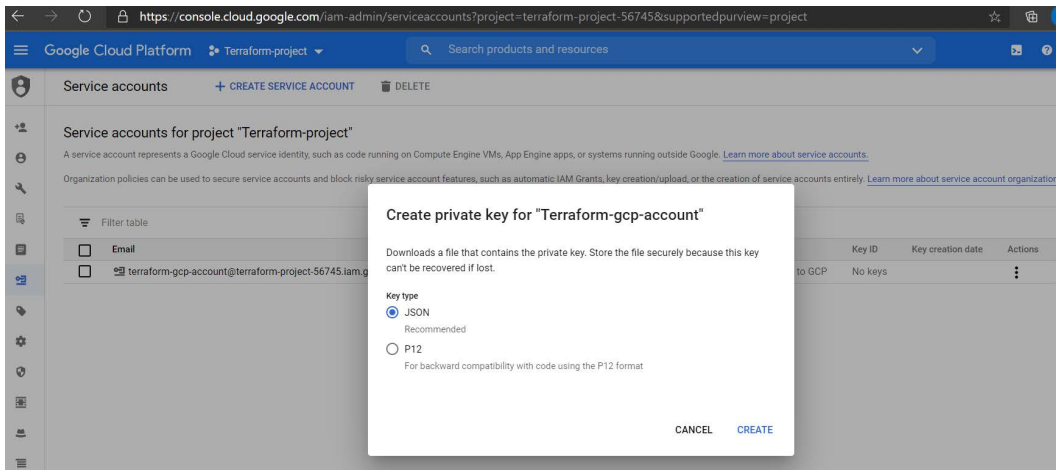 https://console.cloud.google.com/iam-admin/serviceaccounts?project=terraform-project-56745&supportedpurview=project
Google Cloud Platform Terraform-project Search products and resources
Service accounts + CREATE SERVICE ACCOUNT DELETE
Service accounts for project "Terraform-project"
A service account represents a Google Cloud service identity, such as code running on Compute Engine VMs, App Engine apps, or systems running outside Google. Learn more about service accounts.
Organization policies can be used to secure service accounts and block risky service account features, such as automatic IAM Grants, key creation/upload, or the creation of service accounts entirely. Learn more about service account organization
Filter table
Email Key ID Key creation date Actions
terraform-gcp-account@terraform-project-56745.iam.g to GCP No keys
Create private key for "Terraform-gcp-account"
Downloads a file that contains the private key. Store the file securely because this key
can't be recovered if lost.
Key type
JSON
Recommended
P12
For backward compatibility with code using the P12 format
CANCEL CREATE